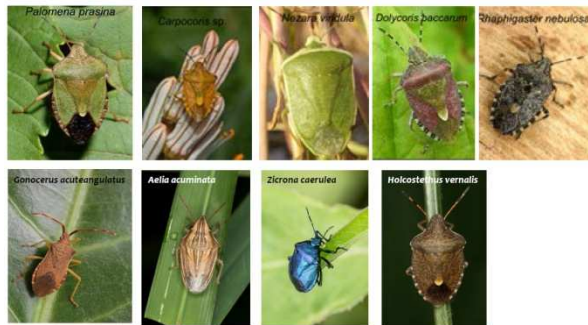 Palomena prasina
Carpocoris sp
Nezara viridula
Dolycoris baccarum
Rhaphigaster nebulosa
Gonocerus acuteangulatus
Aelia acuminata
Zicrona caerulea
Holcostethus vernalis